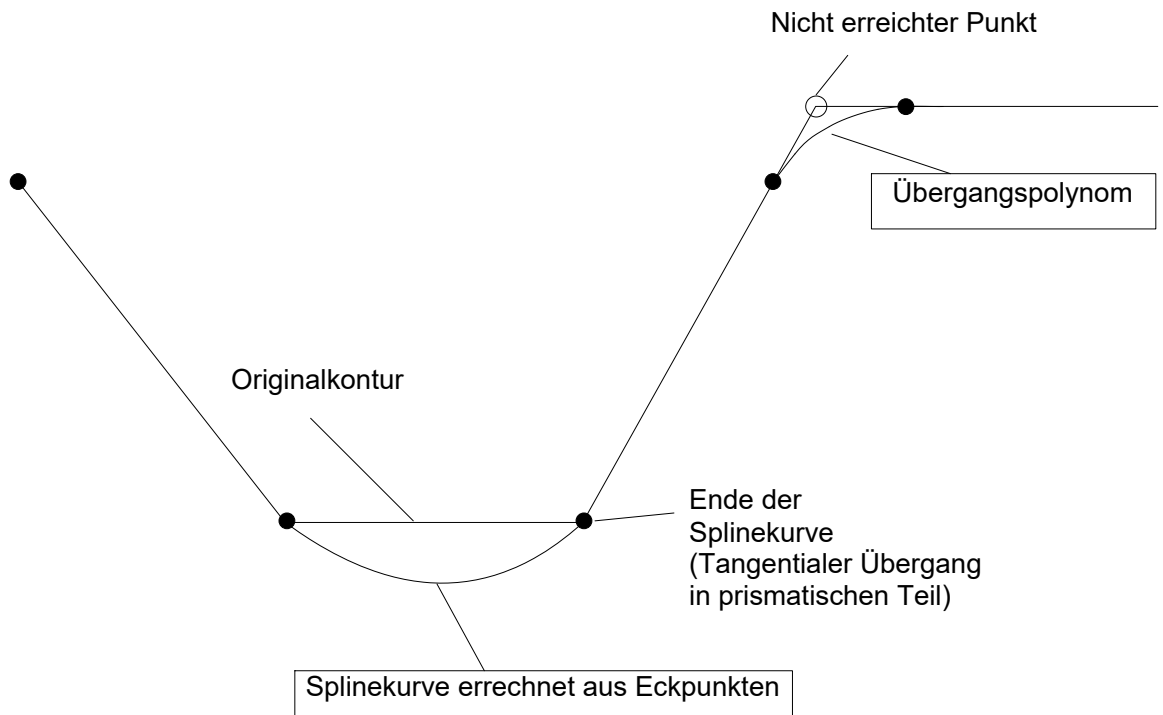 Nicht erreichter Punkt
Übergangspolynom
Originalkontur
Ende der
Splinekurve
(Tangentialer Übergang
in prismatischen Teil)
Splinekurve errechnet aus Eckpunkten